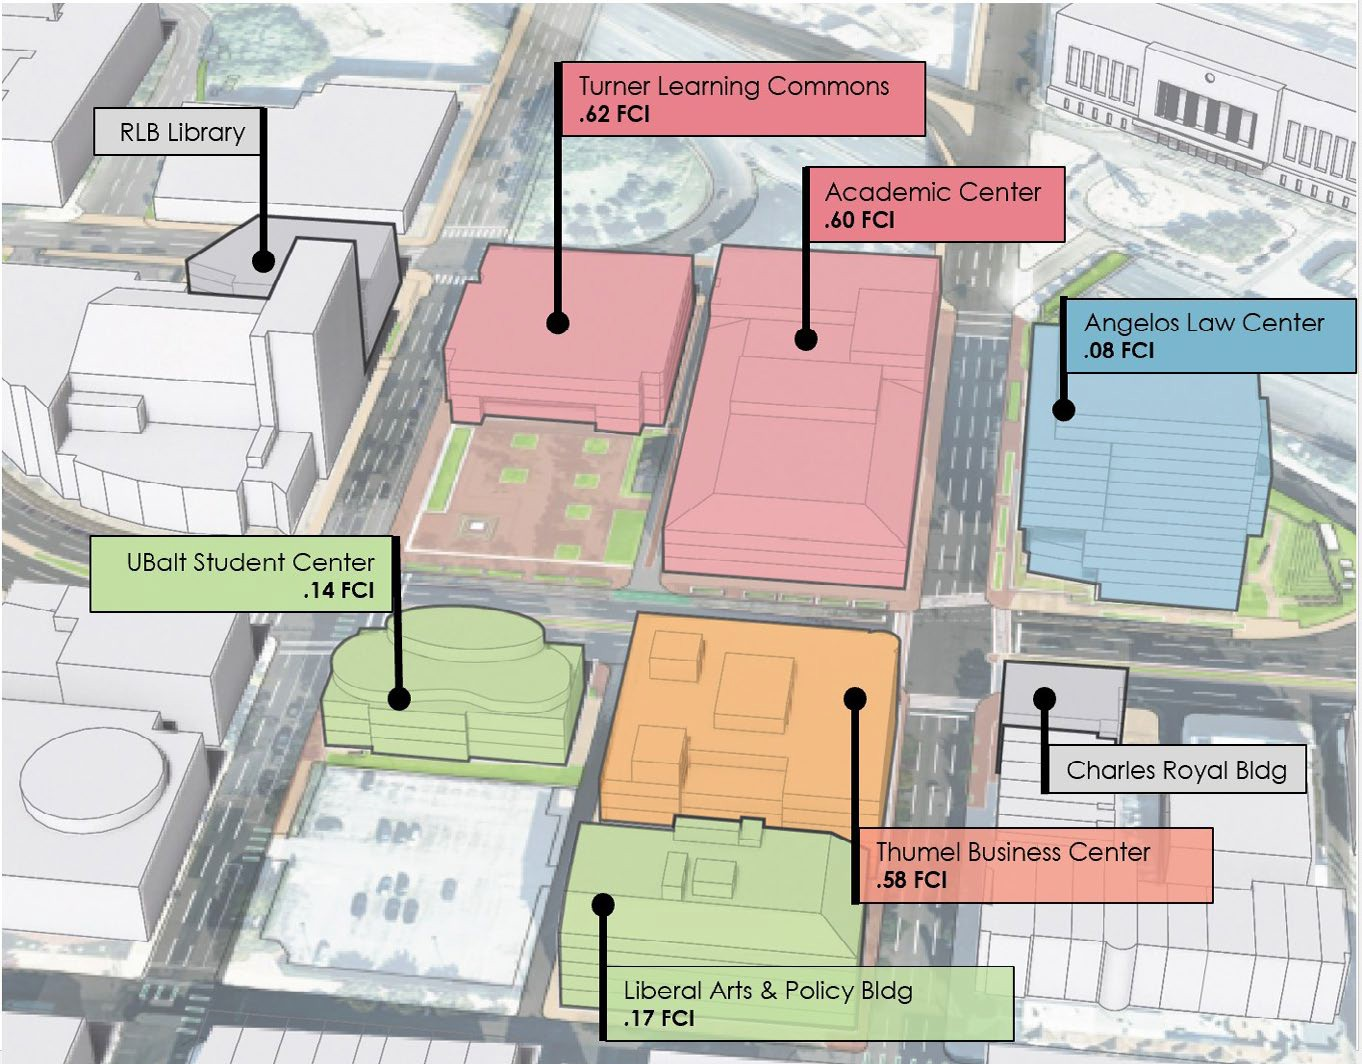 Turner Learning Commons
.62 FCI
RLB Library
Academic Center
.60 FCI
Angelos Law Center
.08 FCI
UBalt Student Center
.14 FCI
Charles Royal Bldg
Thumel Business Center
.58 FCI
Liberal Arts & Policy Bldg
.17 FCI